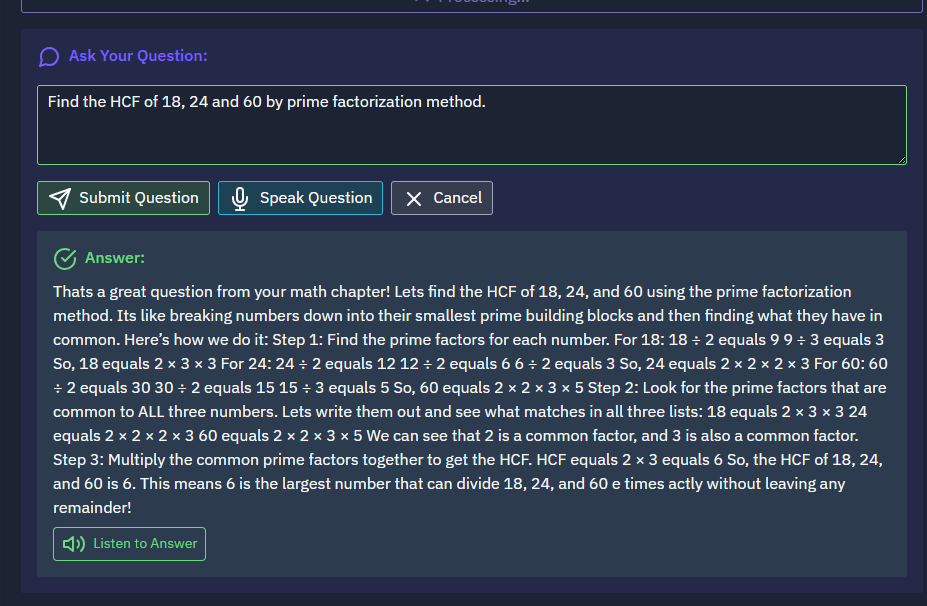 Processing...
Ask Your Question:
Find the HCF of 18, 24 and 60 by prime factorization method.
Submit Question
Speak Question
Cancel
Answer:
Thats a great question from your math chapter! Lets find the HCF of 18, 24, and 60 using the prime factorization
method. Its like breaking numbers down into their smallest prime building blocks and then finding what they have in
common. Here’s how we do it: Step 1: Find the prime factors for each number. For 18: 18 ÷ 2 equals 9 9 ÷ 3 equals 3
So, 18 equals 2 × 3 × 3 For 24: 24 ÷ 2 equals 12 12 ÷ 2 equals 6 6 ÷ 2 equals 3 So, 24 equals 2 × 2 × 2 × 3 For 60: 60
÷ 2 equals 30 30 ÷ 2 equals 15 15 ÷ 3 equals 5 So, 60 equals 2 × 2 × 3 × 5 Step 2: Look for the prime factors that are
common to ALL three numbers. Lets write them out and see what matches in all three lists: 18 equals 2 × 3 × 3 24
equals 2 × 2 × 2 × 3 60 equals 2 × 2 × 3 × 5 We can see that 2 is a common factor, and 3 is also a common factor.
Step 3: Multiply the common prime factors together to get the HCF. HCF equals 2 × 3 equals 6 So, the HCF of 18, 24,
and 60 is 6. This means 6 is the largest number that can divide 18, 24, and 60 e times actly without leaving any
remainder!
Listen to Answer